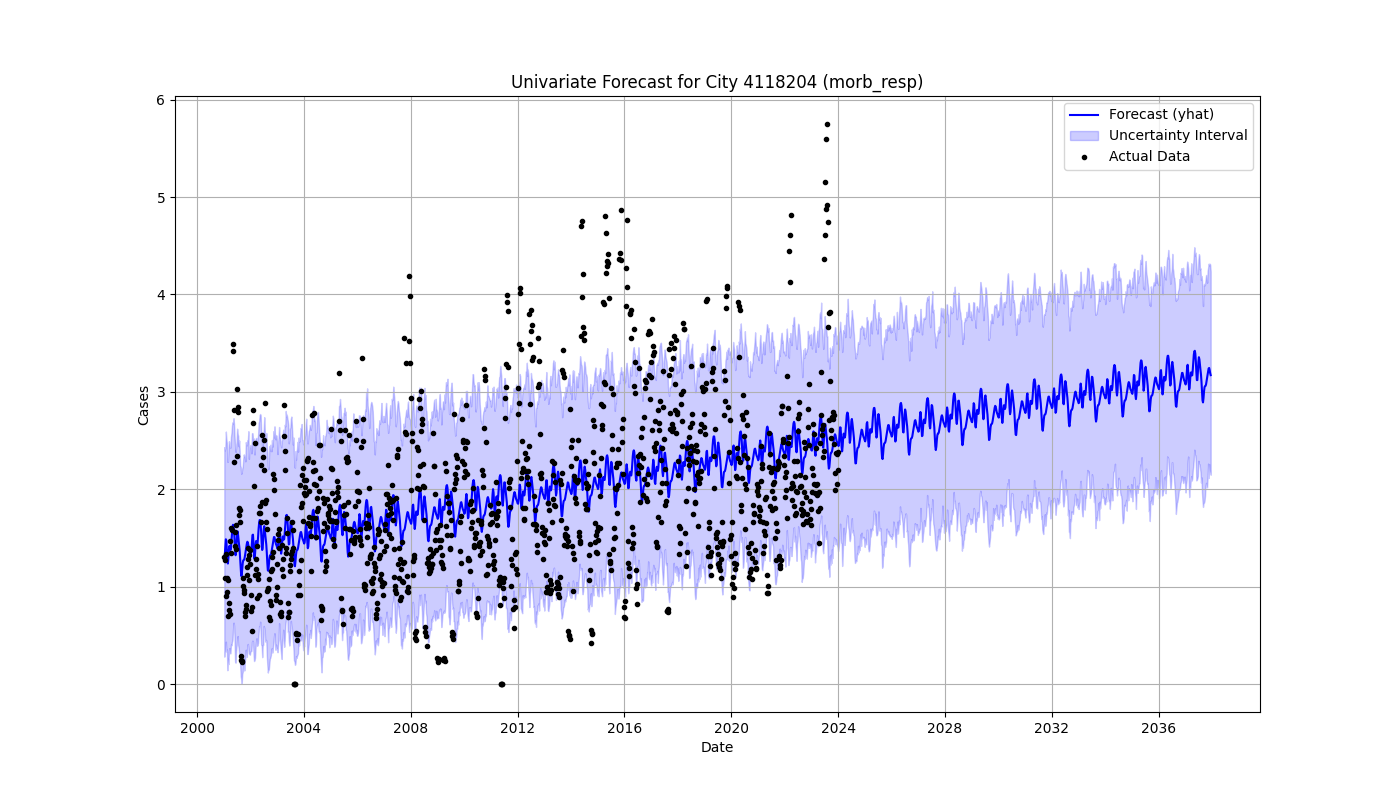 Univariate Forecast for City 4118204 (morb_resp)
Forecast (yhat)
Uncertainty Interval
Actual Data
Cases
6
5
4
3
2
1
0
2000 2004 2008 2012 2016 2020 2024 2028 2032 2036
Date